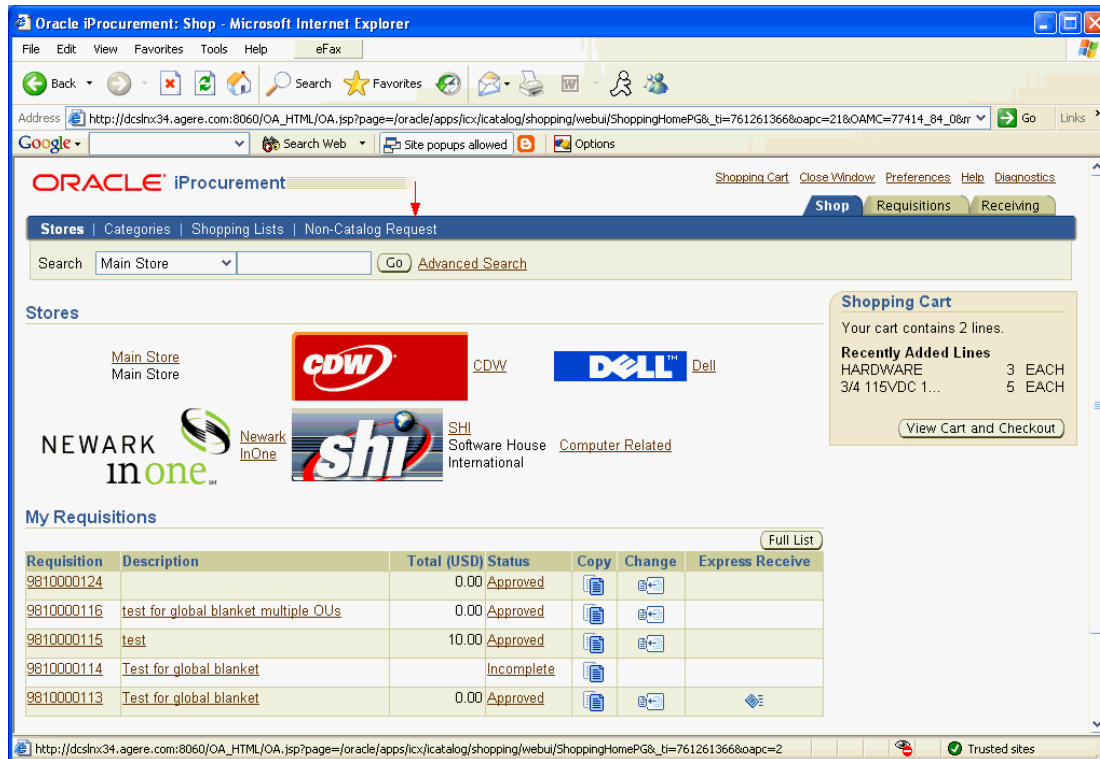 Oracle iProcurement: Shop - Microsoft Internet Explorer
File Edit View Favorites Tools Help eFax
Back Search Favorites
Address http://dcslnx34.agere.com:8060/OA_HTML/OA.jsp?page=/oracle/apps/icx/icatalog/shopping/webui/ShoppingHomePG&_ti=761261366&oapc=21&OAMC=77414_84_0&m Go Links
Google Search Web Site popups allowed Options
ORACLE iProcurement
Shopping Cart Close Window Preferences Help Diagnostics
Shop Requisitions Receiving
Stores | Categories | Shopping Lists | Non-Catalog Request
Search Main Store Go Advanced Search
Stores
Main Store
Main Store
CDW CDW
DELL™ Dell
NEWARK
inone SM
Newark
InOne
shi
SHI
Software House
International
Computer Related
Shopping Cart
Your cart contains 2 lines.
Recently Added Lines
HARDWARE 3 EACH
3/4 115VDC 1... 5 EACH
View Cart and Checkout
My Requisitions
Full List
Requisition Description Total (USD) Status Copy Change Express Receive
9810000124 0.00 Approved
9810000116 test for global blanket multiple OUs 0.00 Approved
9810000115 test 10.00 Approved
9810000114 Test for global blanket Incomplete
9810000113 Test for global blanket 0.00 Approved
http://dcslnx34.agere.com:8060/OA_HTML/OA.jsp?page=/oracle/apps/icx/icatalog/shopping/webui/ShoppingHomePG&_ti=761261366&oapc=2 Trusted sites